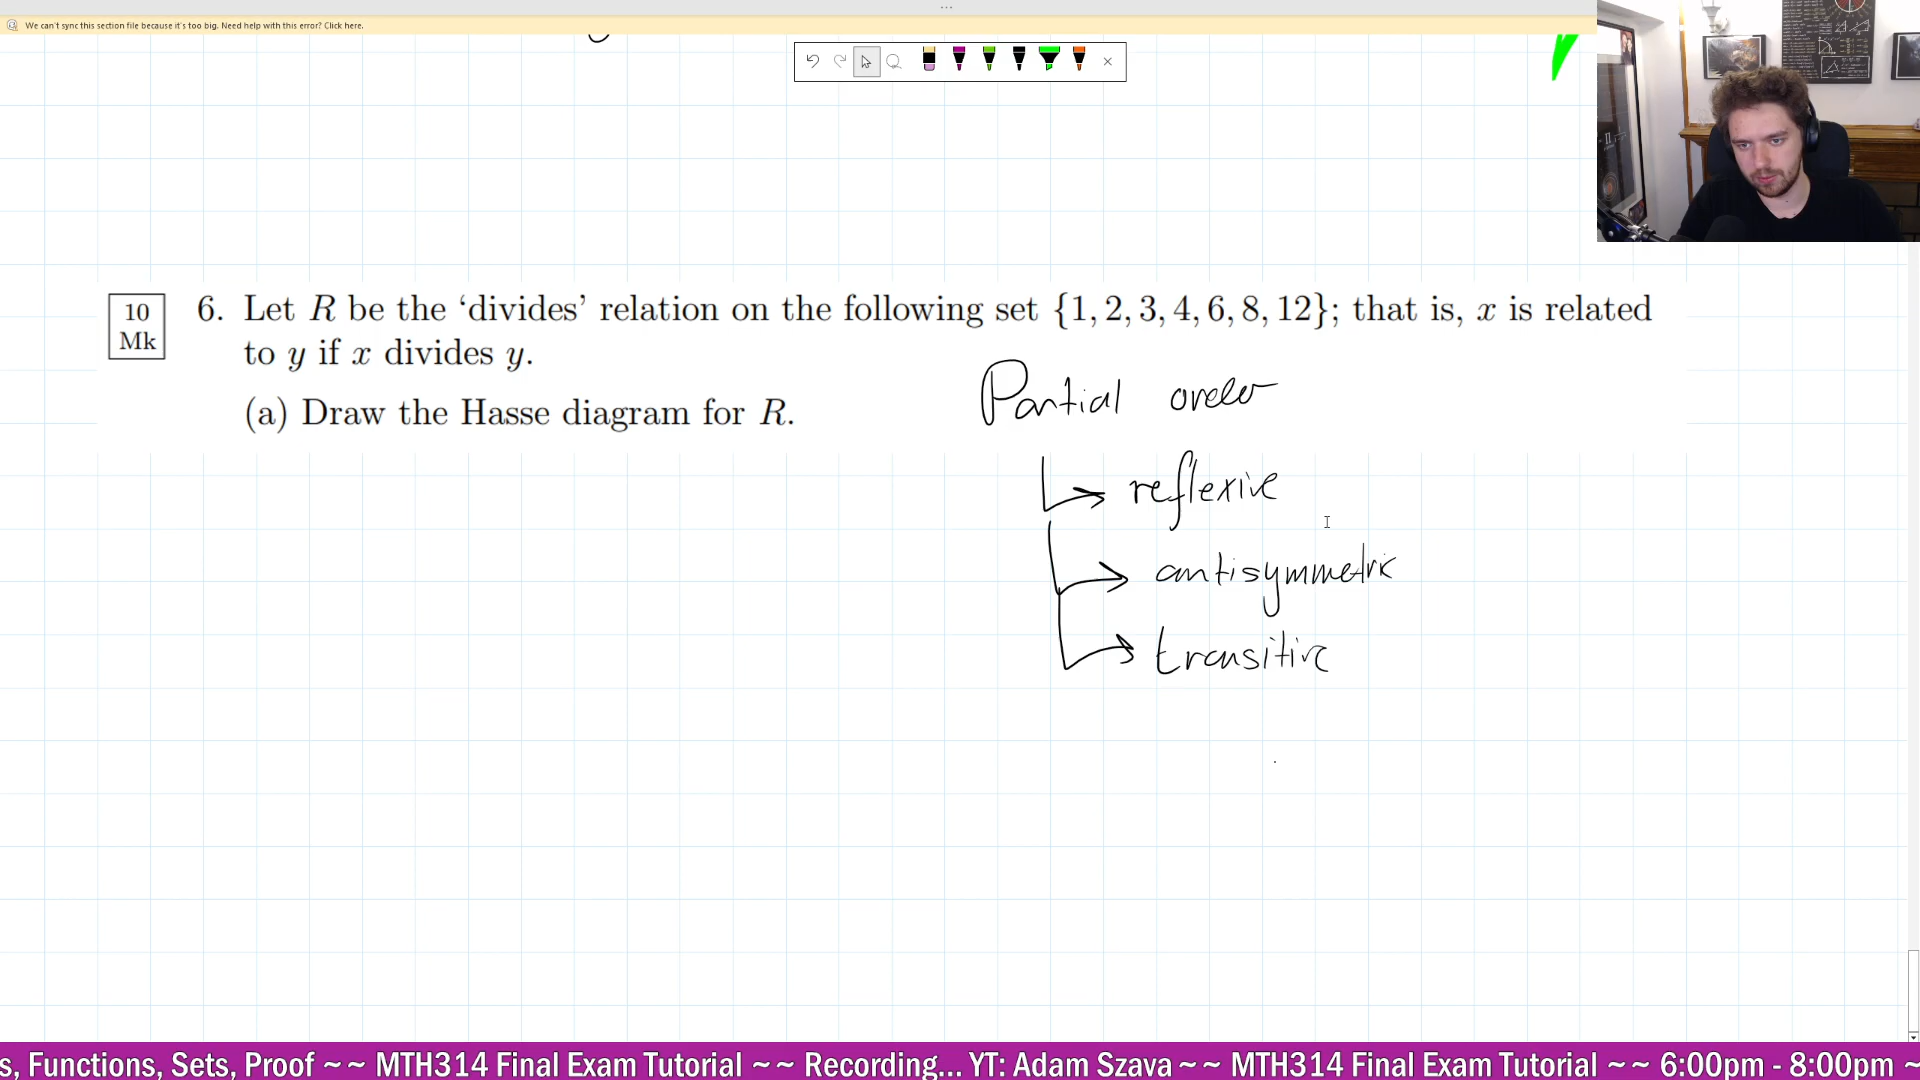 We can't sync this section file because it's too big. Need help with this error? Click here.
10
Mk
6. Let R be the ‘divides’ relation on the following set {1, 2, 3, 4, 6, 8, 12}; that is, x is related
to y if x divides y.
(a) Draw the Hasse diagram for R.
Partial order
reflexive
antisymmetric
transitive
s, Functions, Sets, Proof ~~ MTH314 Final Exam Tutorial ~~ Recording... YT: Adam Szava ~~ MTH314 Final Exam Tutorial ~~ 6:00pm - 8:00pm ~